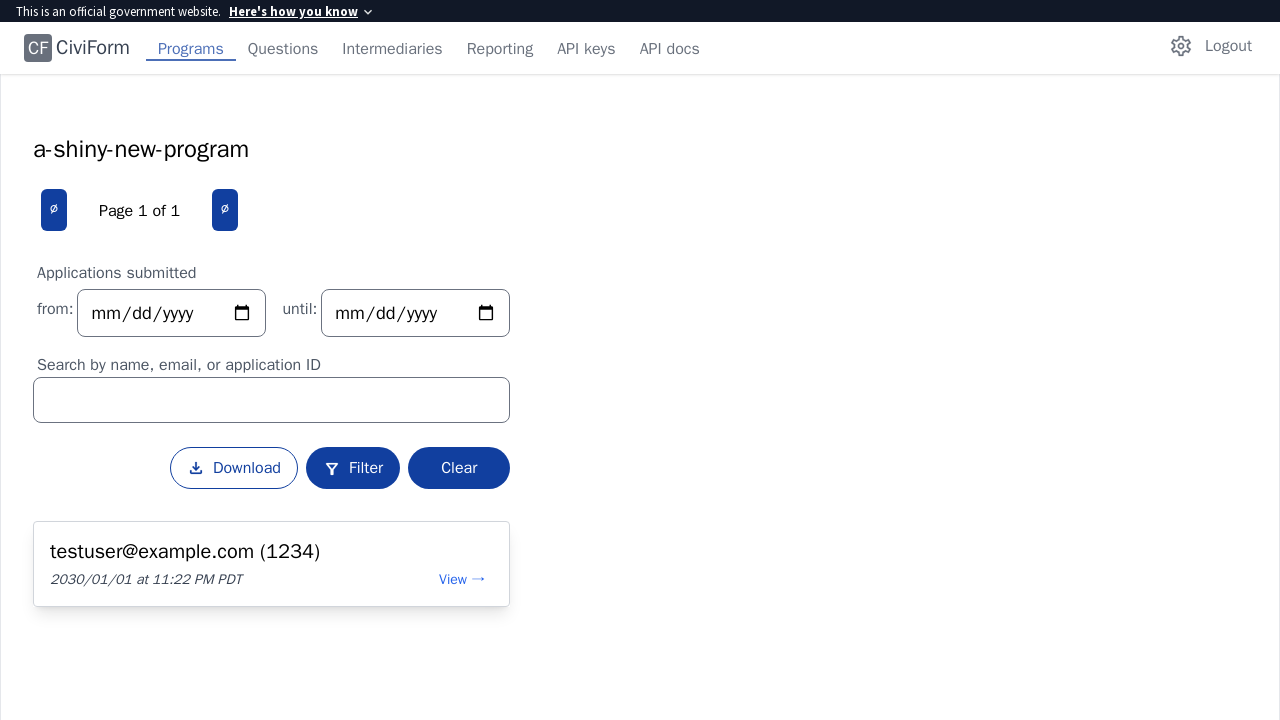 This is an official government website. Here's how you know
CF CiviForm Programs Questions Intermediaries Reporting API keys API docs Logout
a-shiny-new-program
∅ Page 1 of 1 ∅
Applications submitted
from: mm/dd/yyyy until: mm/dd/yyyy
Search by name, email, or application ID
Download Filter Clear
testuser@example.com (1234)
2030/01/01 at 11:22 PM PDT View →